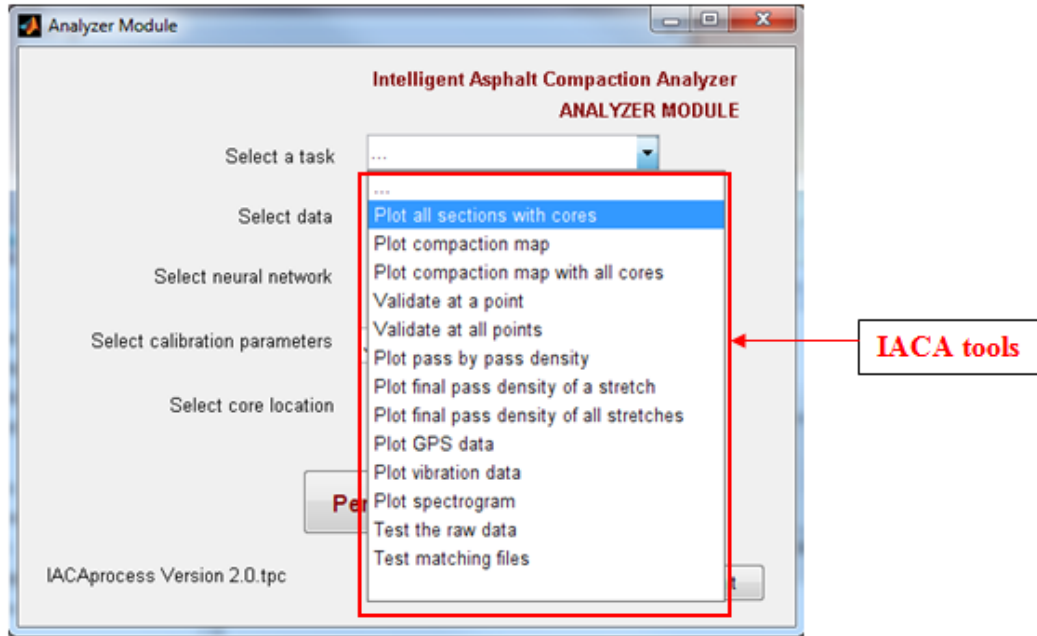 Analyzer Module
Intelligent Asphalt Compaction Analyzer
ANALYZER MODULE
Select a task
...
...
Select data
Plot all sections with cores
Plot compaction map
Select neural network
Plot compaction map with all cores
Validate at a point
Select calibration parameters
Validate at all points
Plot pass by pass density
IACA tools
Plot final pass density of a stretch
Select core location
Plot final pass density of all stretches
Plot GPS data
Plot vibration data
Plot spectrogram
Test the raw data
Test matching files
IACAprocess Version 2.0.tpc